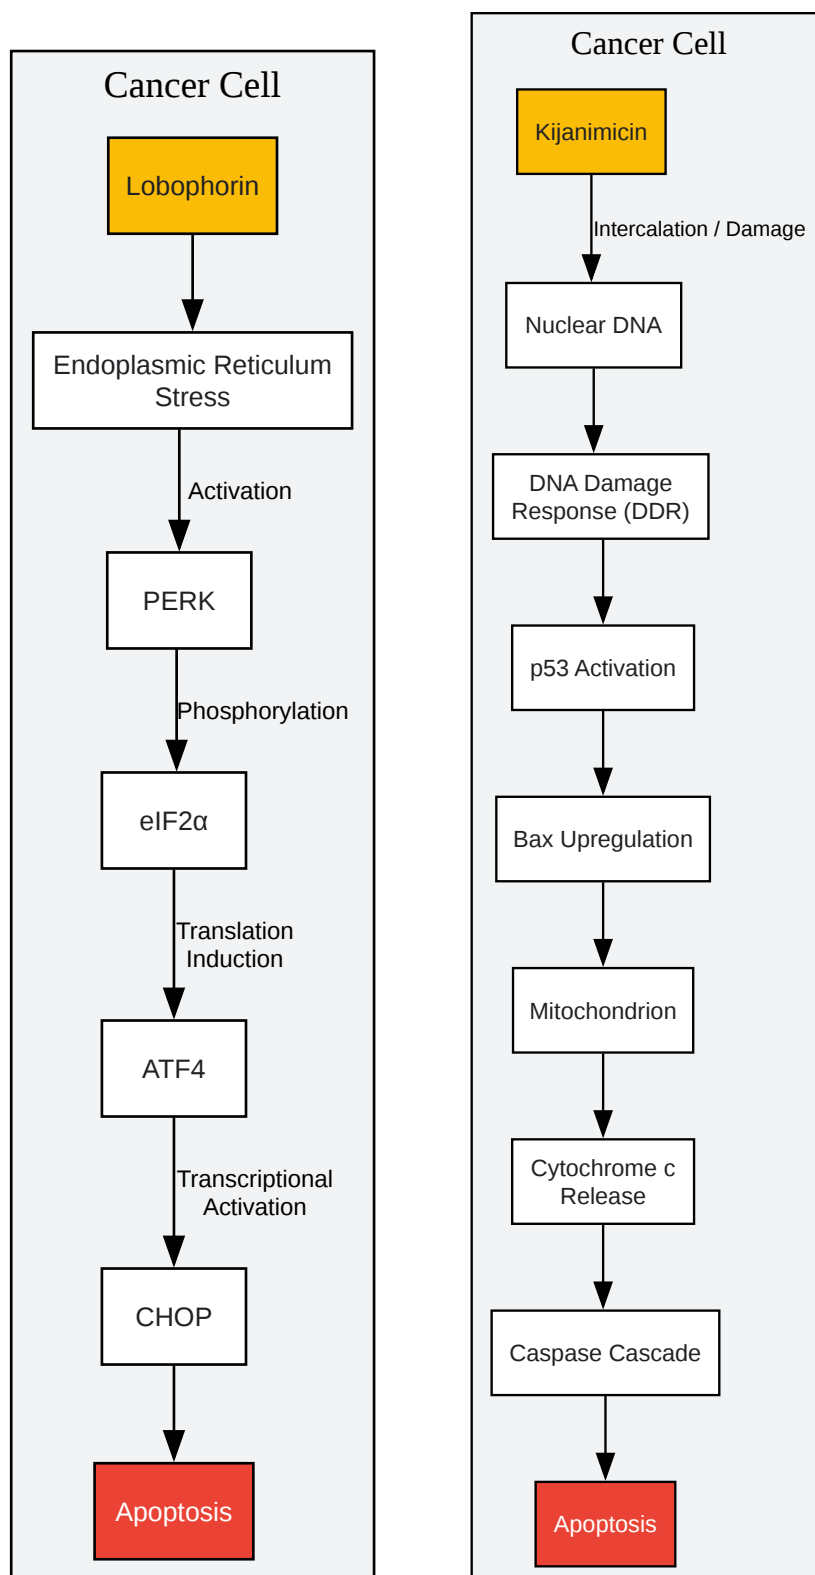 Cancer Cell
Lobophorin
Endoplasmic Reticulum
Stress
Activation
PERK
Phosphorylation
eIF2α
Translation
Induction
ATF4
Transcriptional
Activation
CHOP
Apoptosis
Cancer Cell
Kijanimicin
Intercalation / Damage
Nuclear DNA
DNA Damage
Response (DDR)
p53 Activation
Bax Upregulation
Mitochondrion
Cytochrome c
Release
Caspase Cascade
Apoptosis